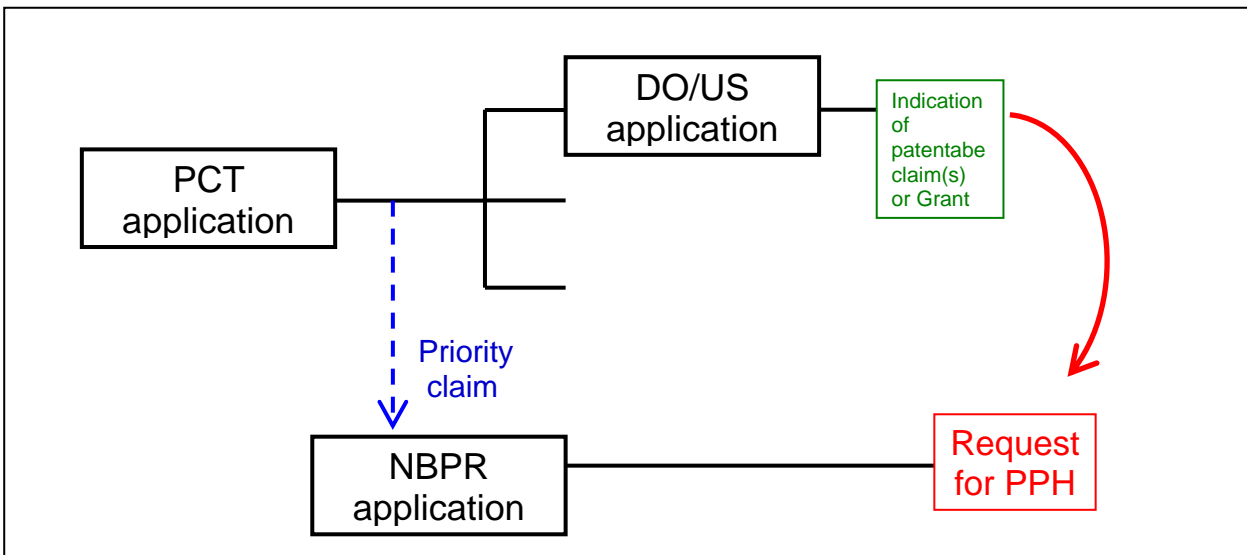 DO/US
application
Indication
of
patentabe
claim(s)
or Grant
PCT
application
Priority
claim
NBPR
application
Request
for PPH